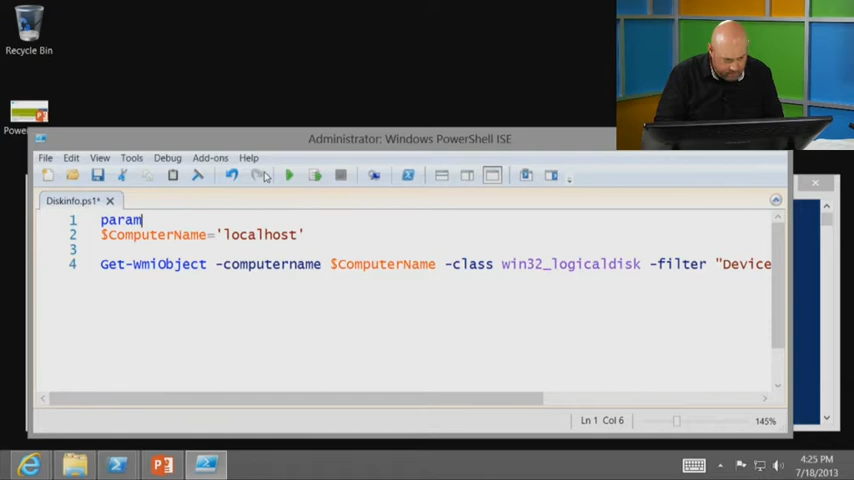 Recycle Bin
Power
Administrator: Windows PowerShell ISE
File Edit View Tools Debug Add-ons Help
Diskinfo.ps1*
1 param
2 $ComputerName='localhost'
3
4 Get-WmiObject -computername $ComputerName -class win32_logicaldisk -filter "Device
Ln 1 Col 6 145%
4:25 PM
7/18/2013